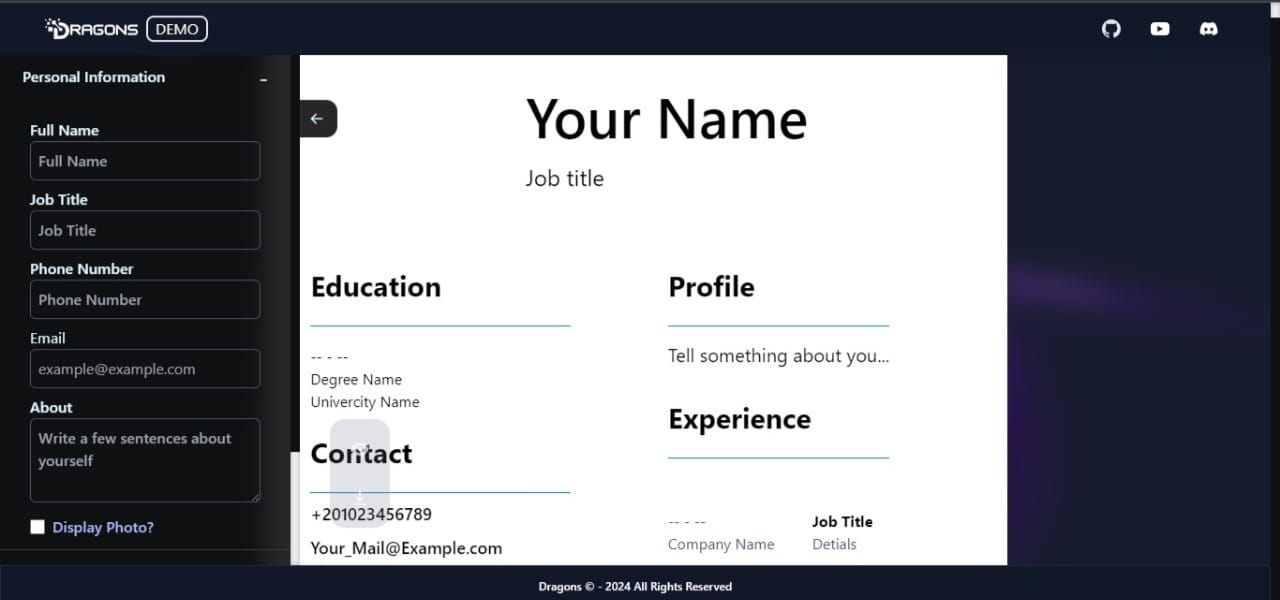 DRAGONS DEMO
Personal Information
Full Name
Full Name
Job Title
Job Title
Phone Number
Phone Number
Email
example@example.com
About
Write a few sentences about
yourself
Display Photo?
Your Name
Job title
Education
-- - --
Degree Name
Univercity Name
Contact
+201023456789
Your_Mail@Example.com
Profile
Tell something about you...
Experience
-- - -- Job Title
Company Name Detials
Dragons © - 2024 All Rights Reserved